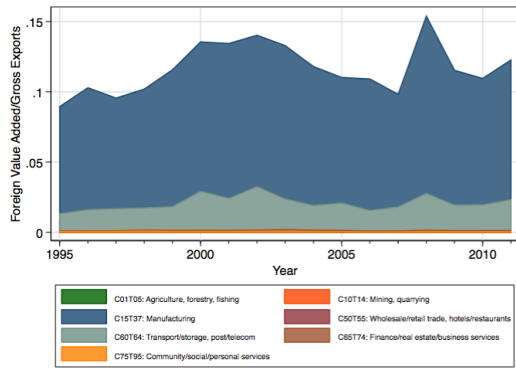 Foreign Value Added/Gross Exports
.15
.1
.05
0
1995
2000
2005
2010
Year
C01T05: Agriculture, forestry, fishing
C10T14: Mining, quarrying
C15T37: Manufacturing
C50T55: Wholesale/retail trade, hotels/restaurants
C60T64: Transport/storage, post/telecom
C65T74: Finance/real estate/business services
C75T95: Community/social/personal services